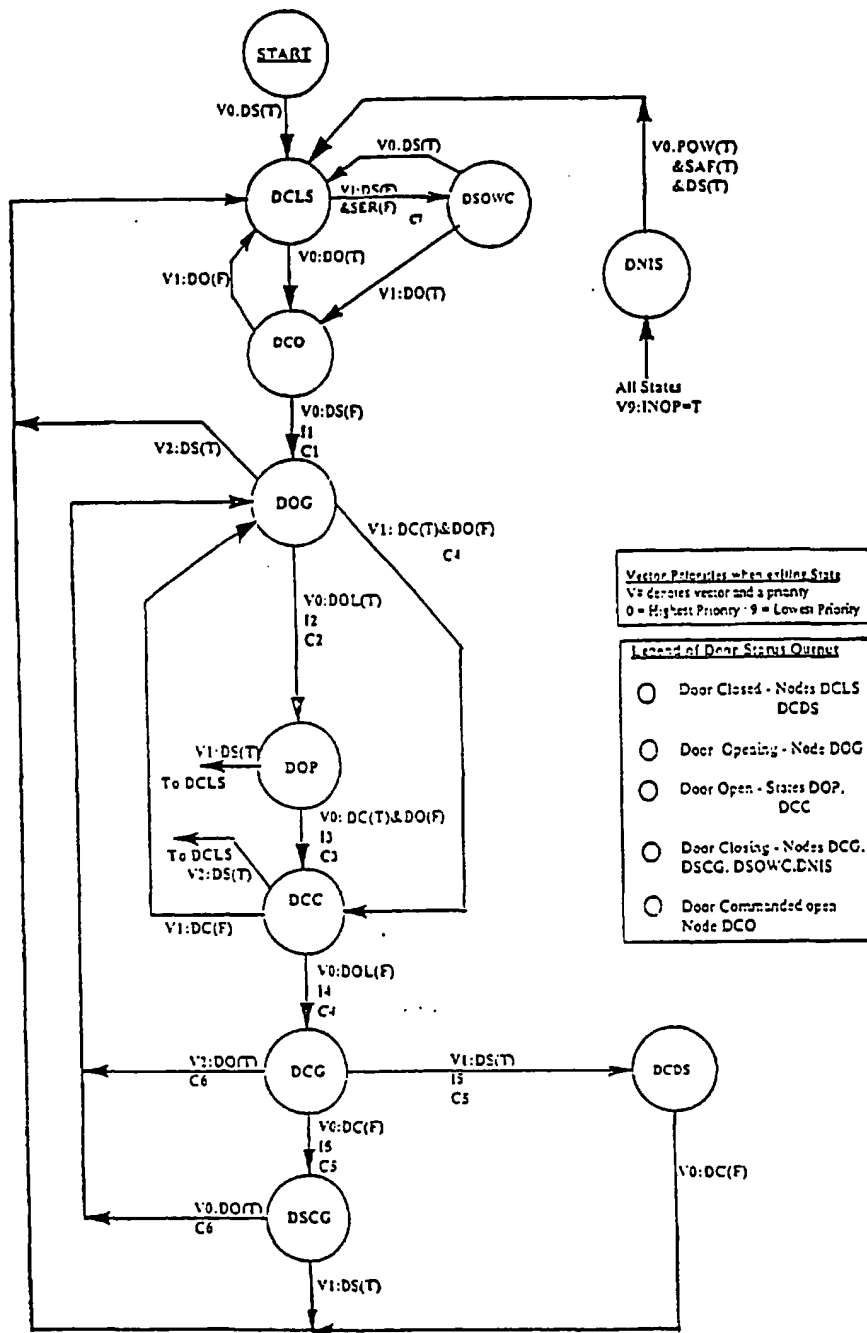 START
V0.DS(T)
V0.DS(T)
V0.POW(T)
&SAF(T)
&DS(T)
DCLS
V1:DS(F)
&SER(F)
C7
DSOWC
DNIS
V0:DO(T)
V1:DO(F)
V1:DO(T)
DCO
All States
V9:INOP=T
V0:DS(F)
I1
C1
V2:DS(T)
DOG
V1: DC(T)&DO(F)
C4
V0:DOL(T)
I2
C2
Vector Priorities when exiting State
V# denotes vector and a priority
0 = Highest Priority · 9 = Lowest Priority
Legend of Door Status Output
Door Closed - Nodes DCLS
DCDS
Door Opening - Node DOG
Door Open - States DOP,
DCC
Door Closing - Nodes DCG,
DSCG, DSOWC,DNIS
Door Commanded open
Node DCO
V1:DS(T)
To DCLS
DOP
V0: DC(T)&DO(F)
I3
C3
To DCLS
V2:DS(T)
DCC
V1:DC(F)
V0:DOL(F)
I4
C4
V2:DO(T)
C6
DCG
V1:DS(T)
I5
C5
DCDS
V0:DC(F)
I5
C5
V0:DC(F)
V0.DO(T)
C6
DSCG
V1:DS(T)